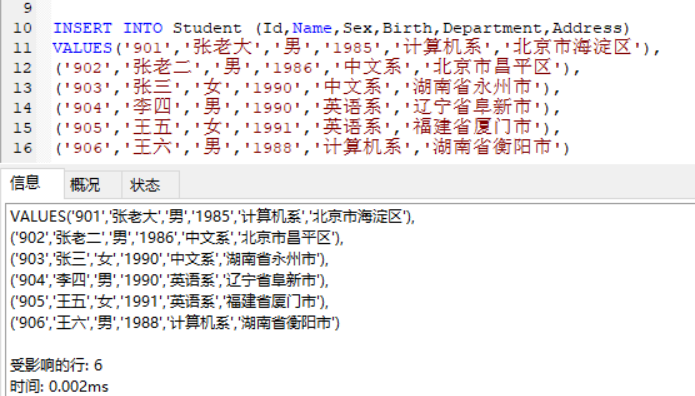 9
10 INSERT INTO Student (Id,Name,Sex,Birth,Department,Address)
11 VALUES('901','张老大','男','1985','计算机系','北京市海淀区'),
12 ('902','张老二','男','1986','中文系','北京市昌平区'),
13 ('903','张三','女','1990','中文系','湖南省永州市'),
14 ('904','李四','男','1990','英语系','辽宁省阜新市'),
15 ('905','王五','女','1991','英语系','福建省厦门市'),
16 ('906','王六','男','1988','计算机系','湖南省衡阳市')
信息 概况 状态
VALUES('901','张老大','男','1985','计算机系','北京市海淀区'),
('902','张老二','男','1986','中文系','北京市昌平区'),
('903','张三','女','1990','中文系','湖南省永州市'),
('904','李四','男','1990','英语系','辽宁省阜新市'),
('905','王五','女','1991','英语系','福建省厦门市'),
('906','王六','男','1988','计算机系','湖南省衡阳市')
受影响的行: 6
时间: 0.002ms